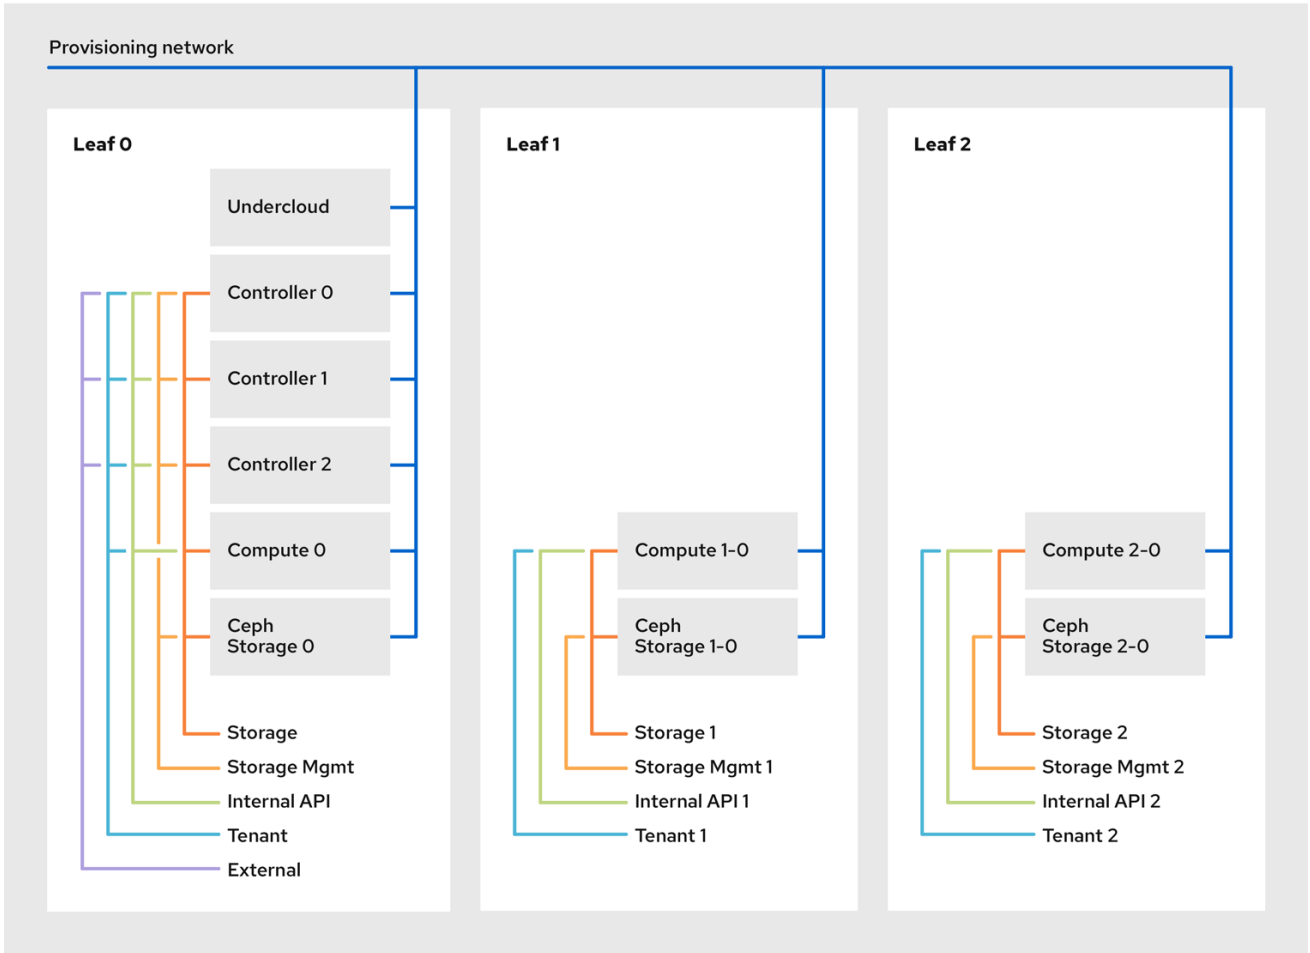 Provisioning network
Leaf 0
Undercloud
Controller 0
Controller 1
Controller 2
Compute 0
Ceph
Storage 0
Storage
Storage Mgmt
Internal API
Tenant
External
Leaf 1
Compute 1-0
Ceph
Storage 1-0
Storage 1
Storage Mgmt 1
Internal API 1
Tenant 1
Leaf 2
Compute 2-0
Ceph
Storage 2-0
Storage 2
Storage Mgmt 2
Internal API 2
Tenant 2